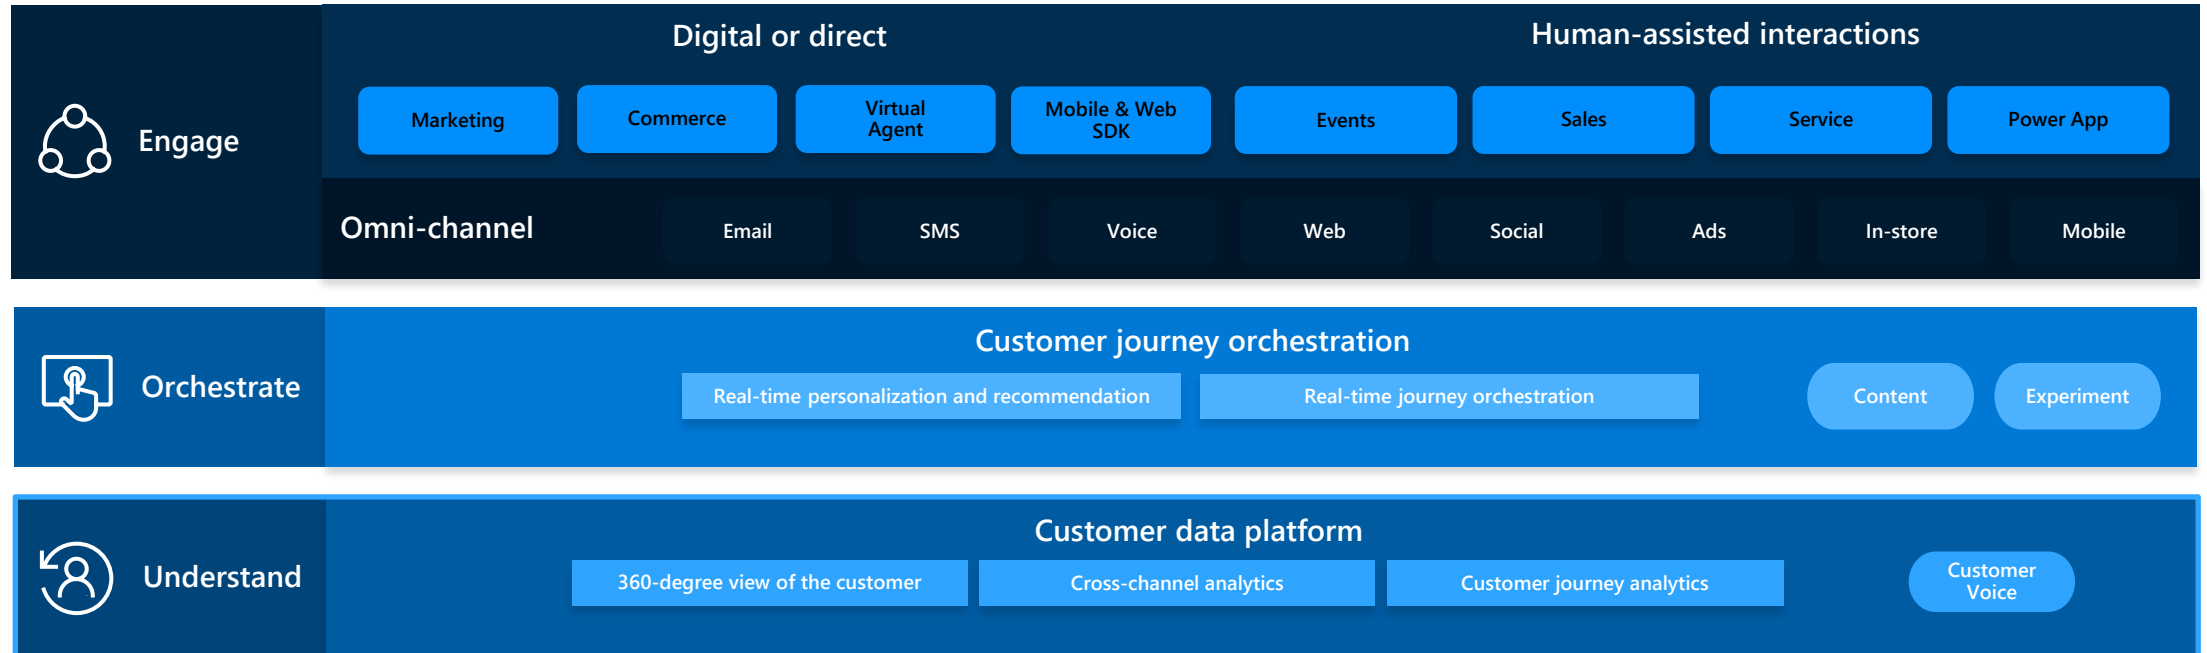 Digital or direct
Human-assisted interactions
Engage
Marketing
Commerce
Virtual
Agent
Mobile & Web
SDK
Events
Sales
Service
Power App
Omni-channel
Email
SMS
Voice
Web
Social
Ads
In-store
Mobile
Orchestrate
Customer journey orchestration
Real-time personalization and recommendation
Real-time journey orchestration
Content
Experiment
Understand
Customer data platform
360-degree view of the customer
Cross-channel analytics
Customer journey analytics
Customer
Voice